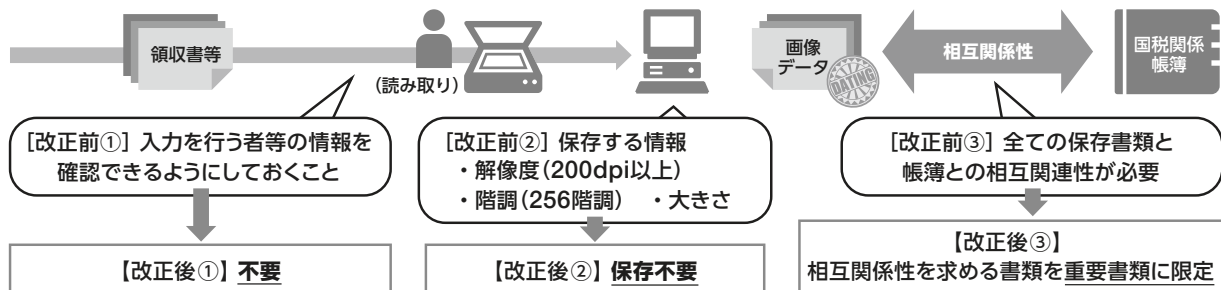 領収書等
(読み取り)
画像
データ
DATING
相互関係性
国税関係
帳簿
[改正前①] 入力を行う者等の情報を
確認できるようにしておくこと
[改正前②] 保存する情報
・解像度(200dpi以上)
・階調(256階調) ・大きさ
[改正前③] 全ての保存書類と
帳簿との相互関連性が必要
【改正後①】不要
【改正後②】保存不要
【改正後③】
相互関係性を求める書類を重要書類に限定